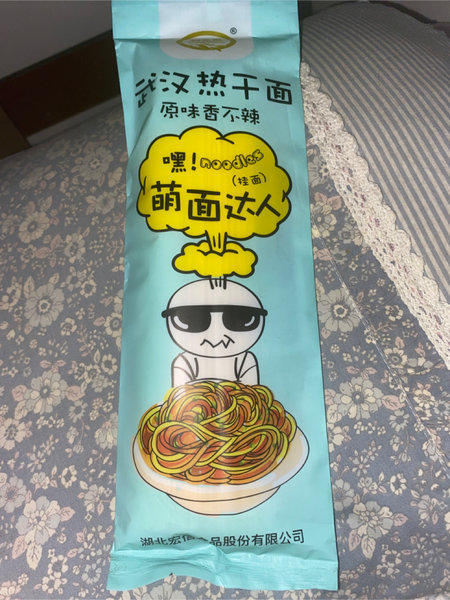 ®
武汉热干面
原味香不辣
嘿!noodles
(挂面)
萌面达人
湖北宏信食品股份有限公司